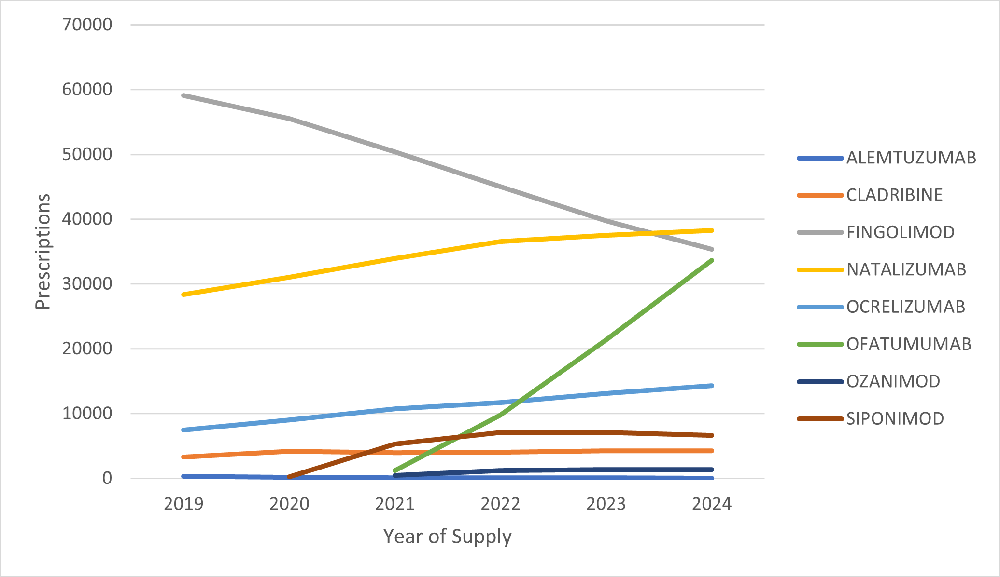 70000
60000
50000
40000
30000
20000
10000
0
Prescriptions
2019 2020 2021 2022 2023 2024
Year of Supply
ALEMTUZUMAB
CLADRIBINE
FINGOLIMOD
NATALIZUMAB
OCRELIZUMAB
OFATUMUMAB
OZANIMOD
SIPONIMOD